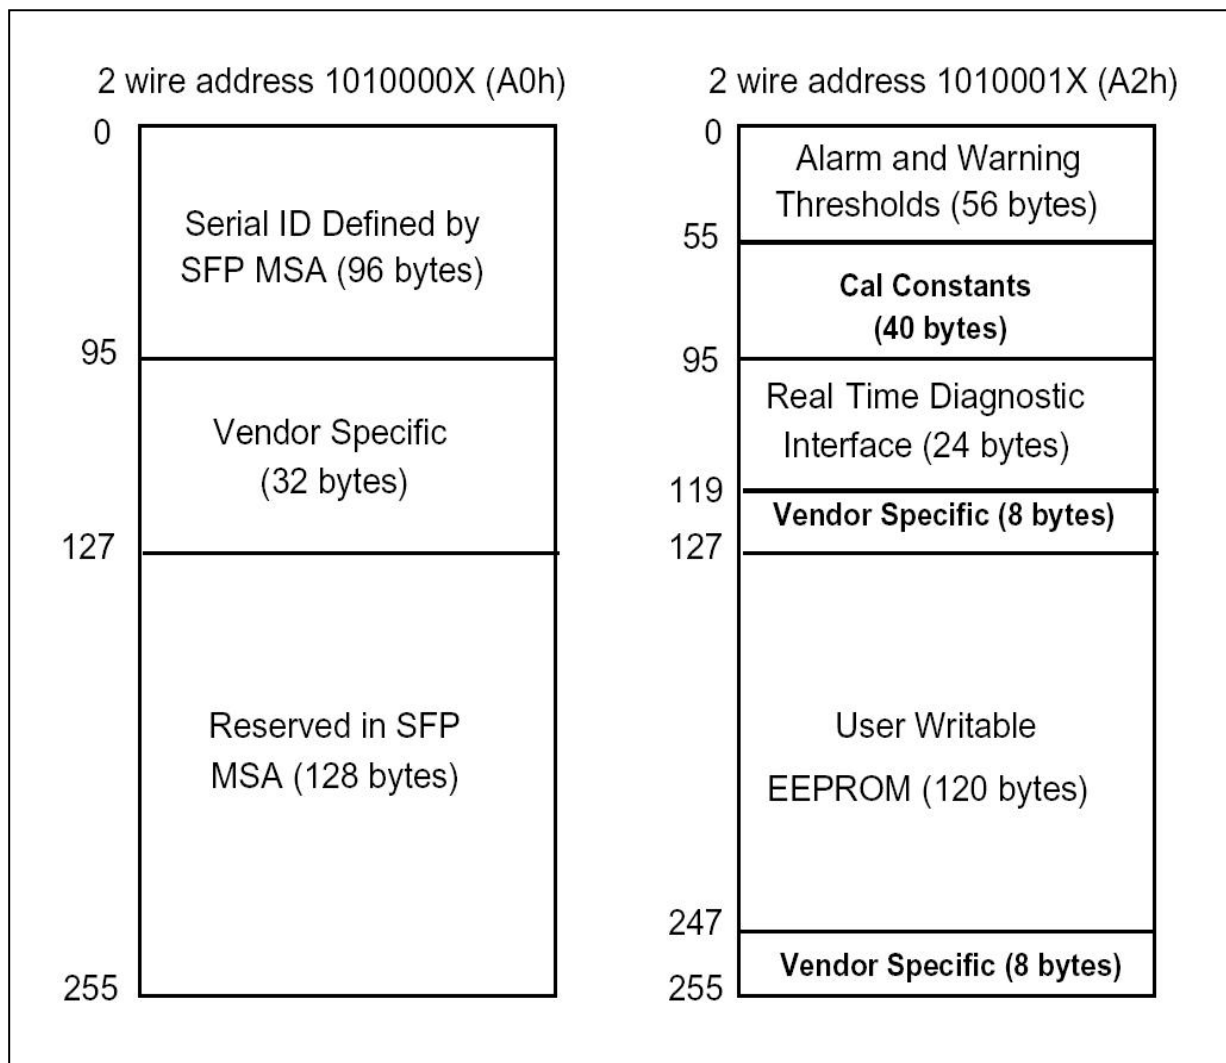 2 wire address 1010000X (A0h)
0
Serial ID Defined by
SFP MSA (96 bytes)
95
Vendor Specific
(32 bytes)
127
Reserved in SFP
MSA (128 bytes)
255
2 wire address 1010001X (A2h)
0
Alarm and Warning
Thresholds (56 bytes)
55
Cal Constants
(40 bytes)
95
Real Time Diagnostic
Interface (24 bytes)
119
Vendor Specific (8 bytes)
127
User Writable
EEPROM (120 bytes)
247
Vendor Specific (8 bytes)
255